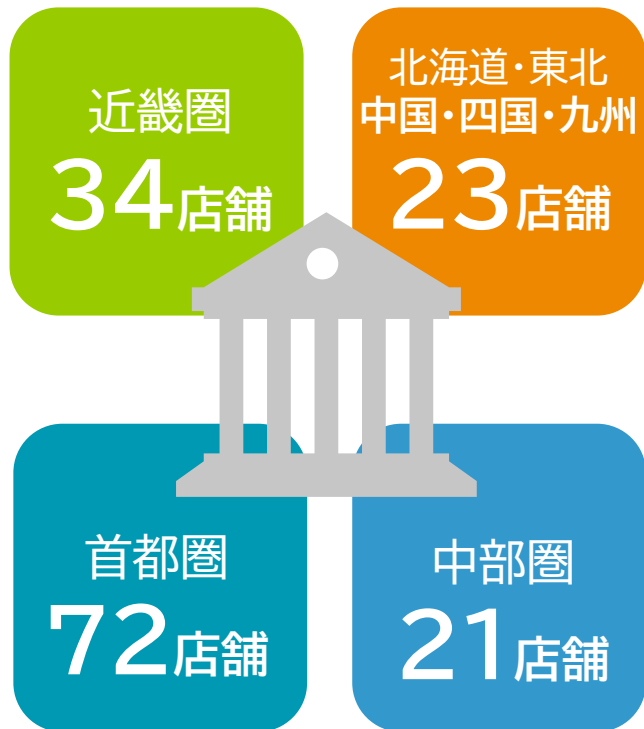 近畿圏
34店舗
北海道・東北
中国・四国・九州
23店舗
首都圏
72店舗
中部圏
21店舗